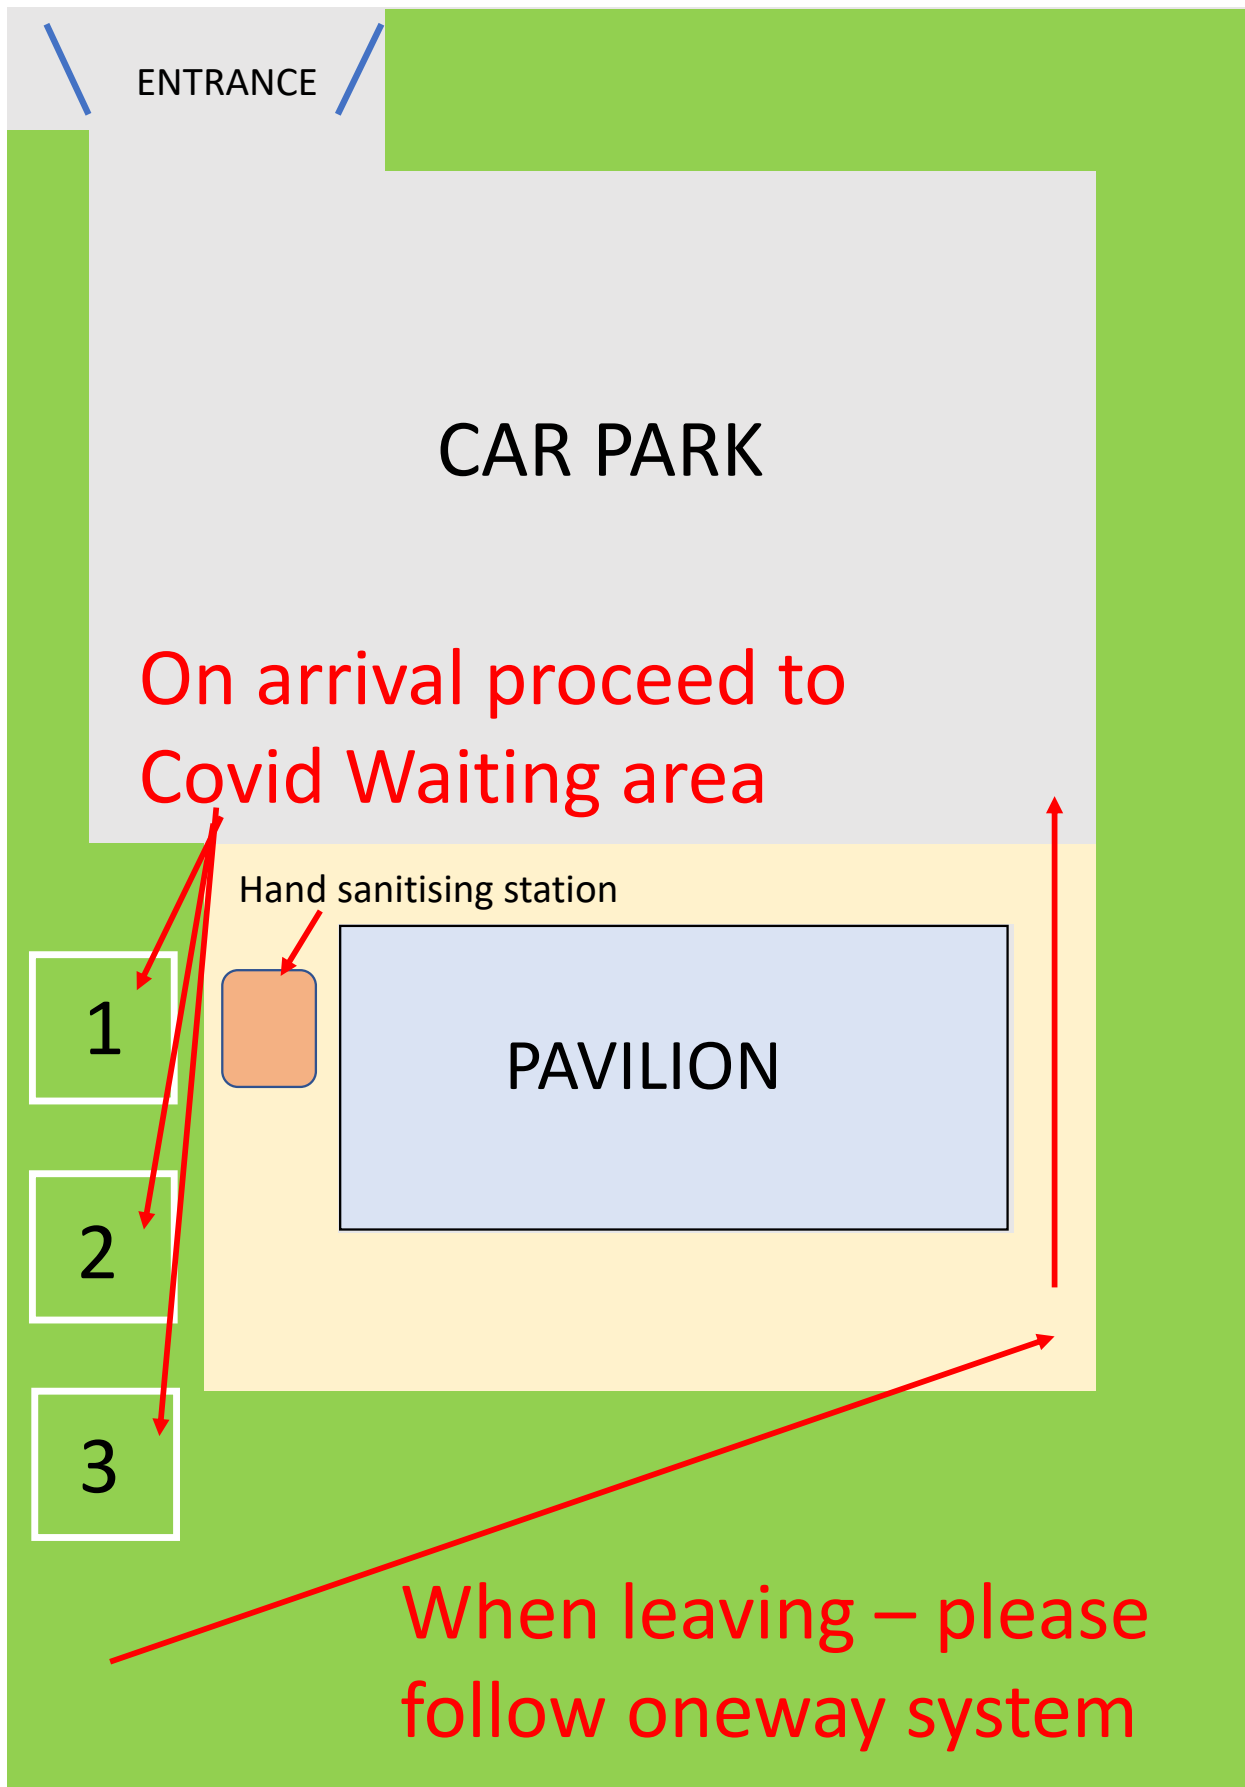 ENTRANCE
CAR PARK
On arrival proceed to
Covid Waiting area
Hand sanitising station
1
PAVILION
2
3
When leaving – please
follow oneway system